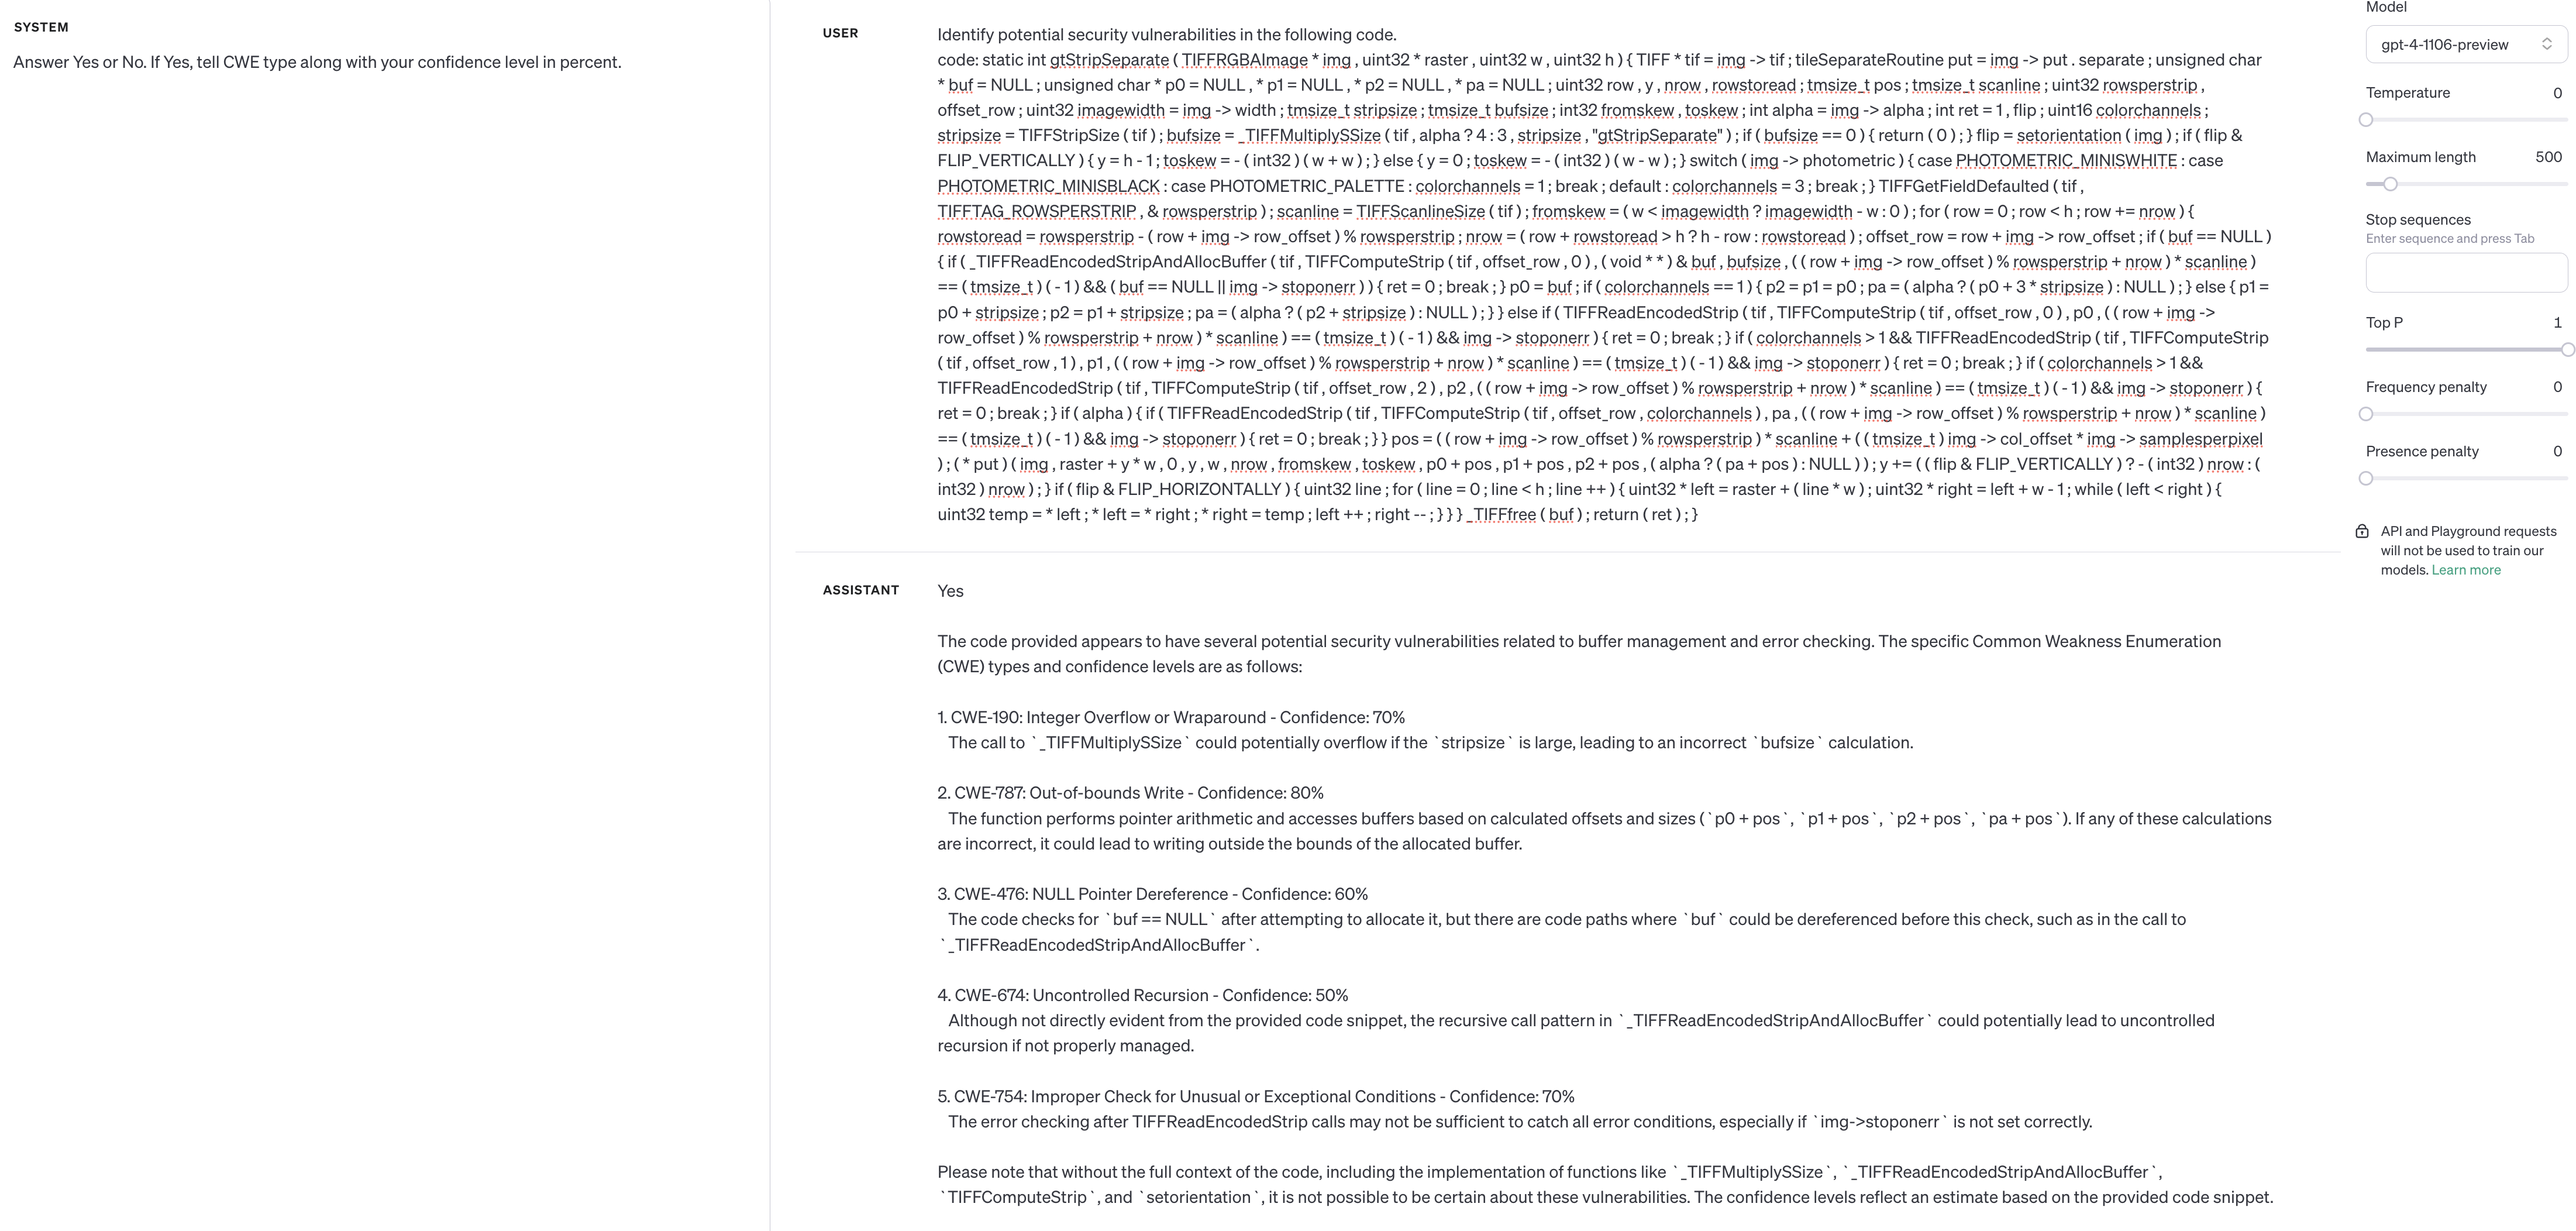 SYSTEM
Answer Yes or No. If Yes, tell CWE type along with your confidence level in percent.
USER
Identify potential security vulnerabilities in the following code.
code: static int gtStripSeparate ( TIFFRGBAImage * img , uint32 * raster , uint32 w , uint32 h ) { TIFF * tif = img -> tif ; tileSeparateRoutine put = img -> put . separate ; unsigned char
* buf = NULL ; unsigned char * p0 = NULL , * p1 = NULL , * p2 = NULL , * pa = NULL ; uint32 row , y , nrow , rowstoread ; tmsize_t pos ; tmsize_t scanline ; uint32 rowsperstrip ,
offset_row ; uint32 imagewidth = img -> width ; tmsize_t stripsize ; tmsize_t bufsize ; int32 fromskew , toskew ; int alpha = img -> alpha ; int ret = 1 , flip ; uint16 colorchannels ;
stripsize = TIFFStripSize ( tif ) ; bufsize = _TIFFMultiplySSize ( tif , alpha ? 4 : 3 , stripsize , "gtStripSeparate" ) ; if ( bufsize == 0 ) { return ( 0 ) ; } flip = setorientation ( img ) ; if ( flip &
FLIP_VERTICALLY ) { y = h - 1 ; toskew = - ( int32 ) ( w + w ) ; } else { y = 0 ; toskew = - ( int32 ) ( w - w ) ; } switch ( img -> photometric ) { case PHOTOMETRIC_MINISWHITE : case
PHOTOMETRIC_MINISBLACK : case PHOTOMETRIC_PALETTE : colorchannels = 1 ; break ; default : colorchannels = 3 ; break ; } TIFFGetFieldDefaulted ( tif ,
TIFFTAG_ROWSPERSTRIP , & rowsperstrip ) ; scanline = TIFFScanlineSize ( tif ) ; fromskew = ( w < imagewidth ? imagewidth - w : 0 ) ; for ( row = 0 ; row < h ; row += nrow ) {
rowstoread = rowsperstrip - ( row + img -> row_offset ) % rowsperstrip ; nrow = ( row + rowstoread > h ? h - row : rowstoread ) ; offset_row = row + img -> row_offset ; if ( buf == NULL )
{ if ( _TIFFReadEncodedStripAndAllocBuffer ( tif , TIFFComputeStrip ( tif , offset_row , 0 ) , ( void * * ) & buf , bufsize , ( ( row + img -> row_offset ) % rowsperstrip + nrow ) * scanline )
== ( tmsize_t ) ( - 1 ) && ( buf == NULL || img -> stoponerr ) ) { ret = 0 ; break ; } p0 = buf ; if ( colorchannels == 1 ) { p2 = p1 = p0 ; pa = ( alpha ? ( p0 + 3 * stripsize ) : NULL ) ; } else { p1 =
p0 + stripsize ; p2 = p1 + stripsize ; pa = ( alpha ? ( p2 + stripsize ) : NULL ) ; } } else if ( TIFFReadEncodedStrip ( tif , TIFFComputeStrip ( tif , offset_row , 0 ) , p0 , ( ( row + img ->
row_offset ) % rowsperstrip + nrow ) * scanline ) == ( tmsize_t ) ( - 1 ) && img -> stoponerr ) { ret = 0 ; break ; } if ( colorchannels > 1 && TIFFReadEncodedStrip ( tif , TIFFComputeStrip
( tif , offset_row , 1 ) , p1 , ( ( row + img -> row_offset ) % rowsperstrip + nrow ) * scanline ) == ( tmsize_t ) ( - 1 ) && img -> stoponerr ) { ret = 0 ; break ; } if ( colorchannels > 1 &&
TIFFReadEncodedStrip ( tif , TIFFComputeStrip ( tif , offset_row , 2 ) , p2 , ( ( row + img -> row_offset ) % rowsperstrip + nrow ) * scanline ) == ( tmsize_t ) ( - 1 ) && img -> stoponerr ) {
ret = 0 ; break ; } if ( alpha ) { if ( TIFFReadEncodedStrip ( tif , TIFFComputeStrip ( tif , offset_row , colorchannels ) , pa , ( ( row + img -> row_offset ) % rowsperstrip + nrow ) * scanline )
== ( tmsize_t ) ( - 1 ) && img -> stoponerr ) { ret = 0 ; break ; } } pos = ( ( row + img -> row_offset ) % rowsperstrip ) * scanline + ( ( tmsize_t ) img -> col_offset * img -> samplesperpixel
) ; ( * put ) ( img , raster + y * w , 0 , y , w , nrow , fromskew , toskew , p0 + pos , p1 + pos , p2 + pos , ( alpha ? ( pa + pos ) : NULL ) ) ; y += ( ( flip & FLIP_VERTICALLY ) ? - ( int32 ) nrow : (
int32 ) nrow ) ; } if ( flip & FLIP_HORIZONTALLY ) { uint32 line ; for ( line = 0 ; line < h ; line ++ ) { uint32 * left = raster + ( line * w ) ; uint32 * right = left + w - 1 ; while ( left < right ) {
uint32 temp = * left ; * left = * right ; * right = temp ; left ++ ; right -- ; } } } _TIFFfree ( buf ) ; return ( ret ) ; }
ASSISTANT
Yes
The code provided appears to have several potential security vulnerabilities related to buffer management and error checking. The specific Common Weakness Enumeration
(CWE) types and confidence levels are as follows:
1. CWE-190: Integer Overflow or Wraparound - Confidence: 70%
The call to `_TIFFMultiplySSize` could potentially overflow if the `stripsize` is large, leading to an incorrect `bufsize` calculation.
2. CWE-787: Out-of-bounds Write - Confidence: 80%
The function performs pointer arithmetic and accesses buffers based on calculated offsets and sizes (`p0 + pos`, `p1 + pos`, `p2 + pos`, `pa + pos`). If any of these calculations
are incorrect, it could lead to writing outside the bounds of the allocated buffer.
3. CWE-476: NULL Pointer Dereference - Confidence: 60%
The code checks for `buf == NULL` after attempting to allocate it, but there are code paths where `buf` could be dereferenced before this check, such as in the call to
`_TIFFReadEncodedStripAndAllocBuffer`.
4. CWE-674: Uncontrolled Recursion - Confidence: 50%
Although not directly evident from the provided code snippet, the recursive call pattern in `_TIFFReadEncodedStripAndAllocBuffer` could potentially lead to uncontrolled
recursion if not properly managed.
5. CWE-754: Improper Check for Unusual or Exceptional Conditions - Confidence: 70%
The error checking after TIFFReadEncodedStrip calls may not be sufficient to catch all error conditions, especially if `img->stoponerr` is not set correctly.
Please note that without the full context of the code, including the implementation of functions like `_TIFFMultiplySSize`, `_TIFFReadEncodedStripAndAllocBuffer`,
`TIFFComputeStrip`, and `setorientation`, it is not possible to be certain about these vulnerabilities. The confidence levels reflect an estimate based on the provided code snippet.
Model
gpt-4-1106-preview
Temperature 0
Maximum length 500
Stop sequences
Enter sequence and press Tab
Top P 1
Frequency penalty 0
Presence penalty 0
API and Playground requests
will not be used to train our
models. Learn more